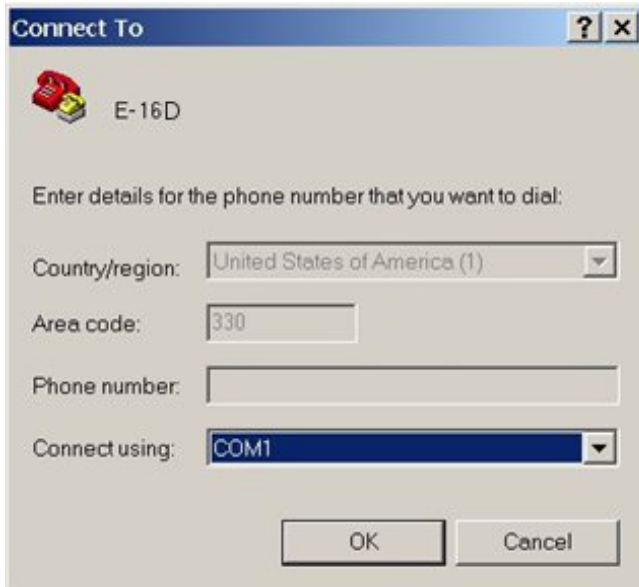 Connect To
E-16D
Enter details for the phone number that you want to dial:
Country/region: United States of America (1)
Area code: 330
Phone number:
Connect using: COM1
OK Cancel